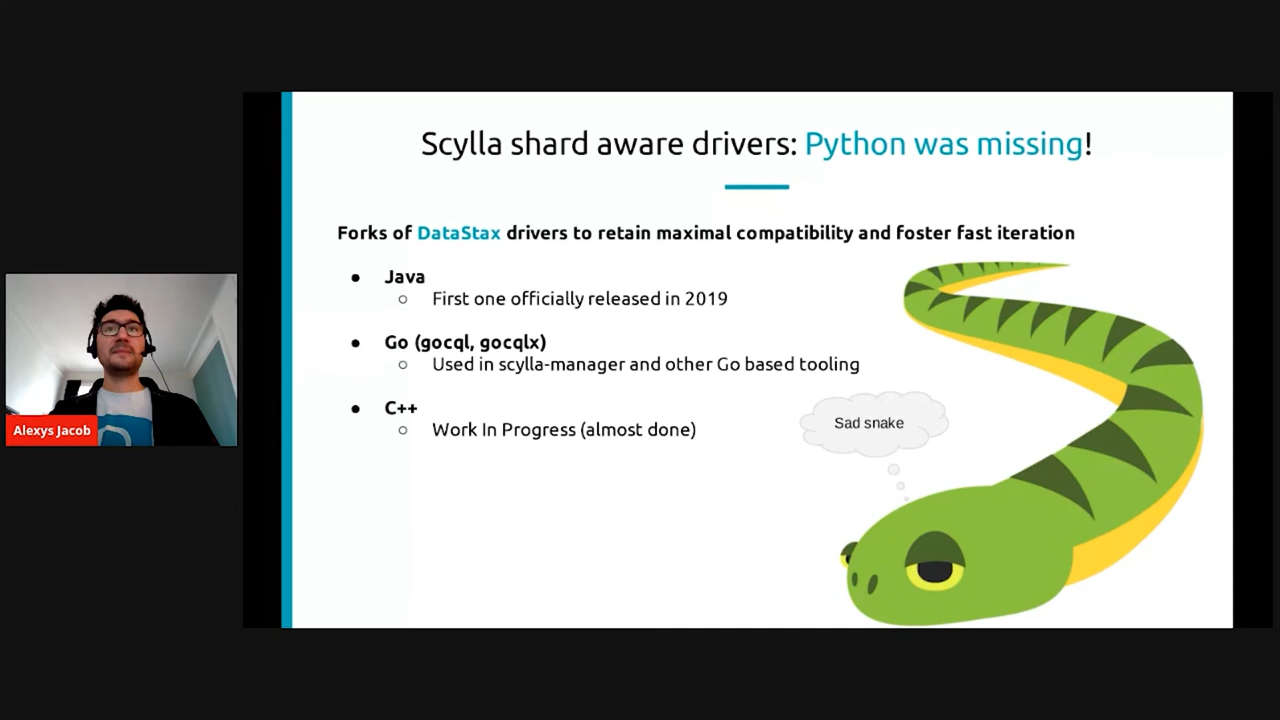 Scylla shard aware drivers: Python was missing!
Forks of DataStax drivers to retain maximal compatibility and foster fast iteration
● Java
○ First one officially released in 2019
● Go (gocql, gocqlx)
○ Used in scylla-manager and other Go based tooling
● C++
○ Work In Progress (almost done)
Sad snake
Alexys Jacob